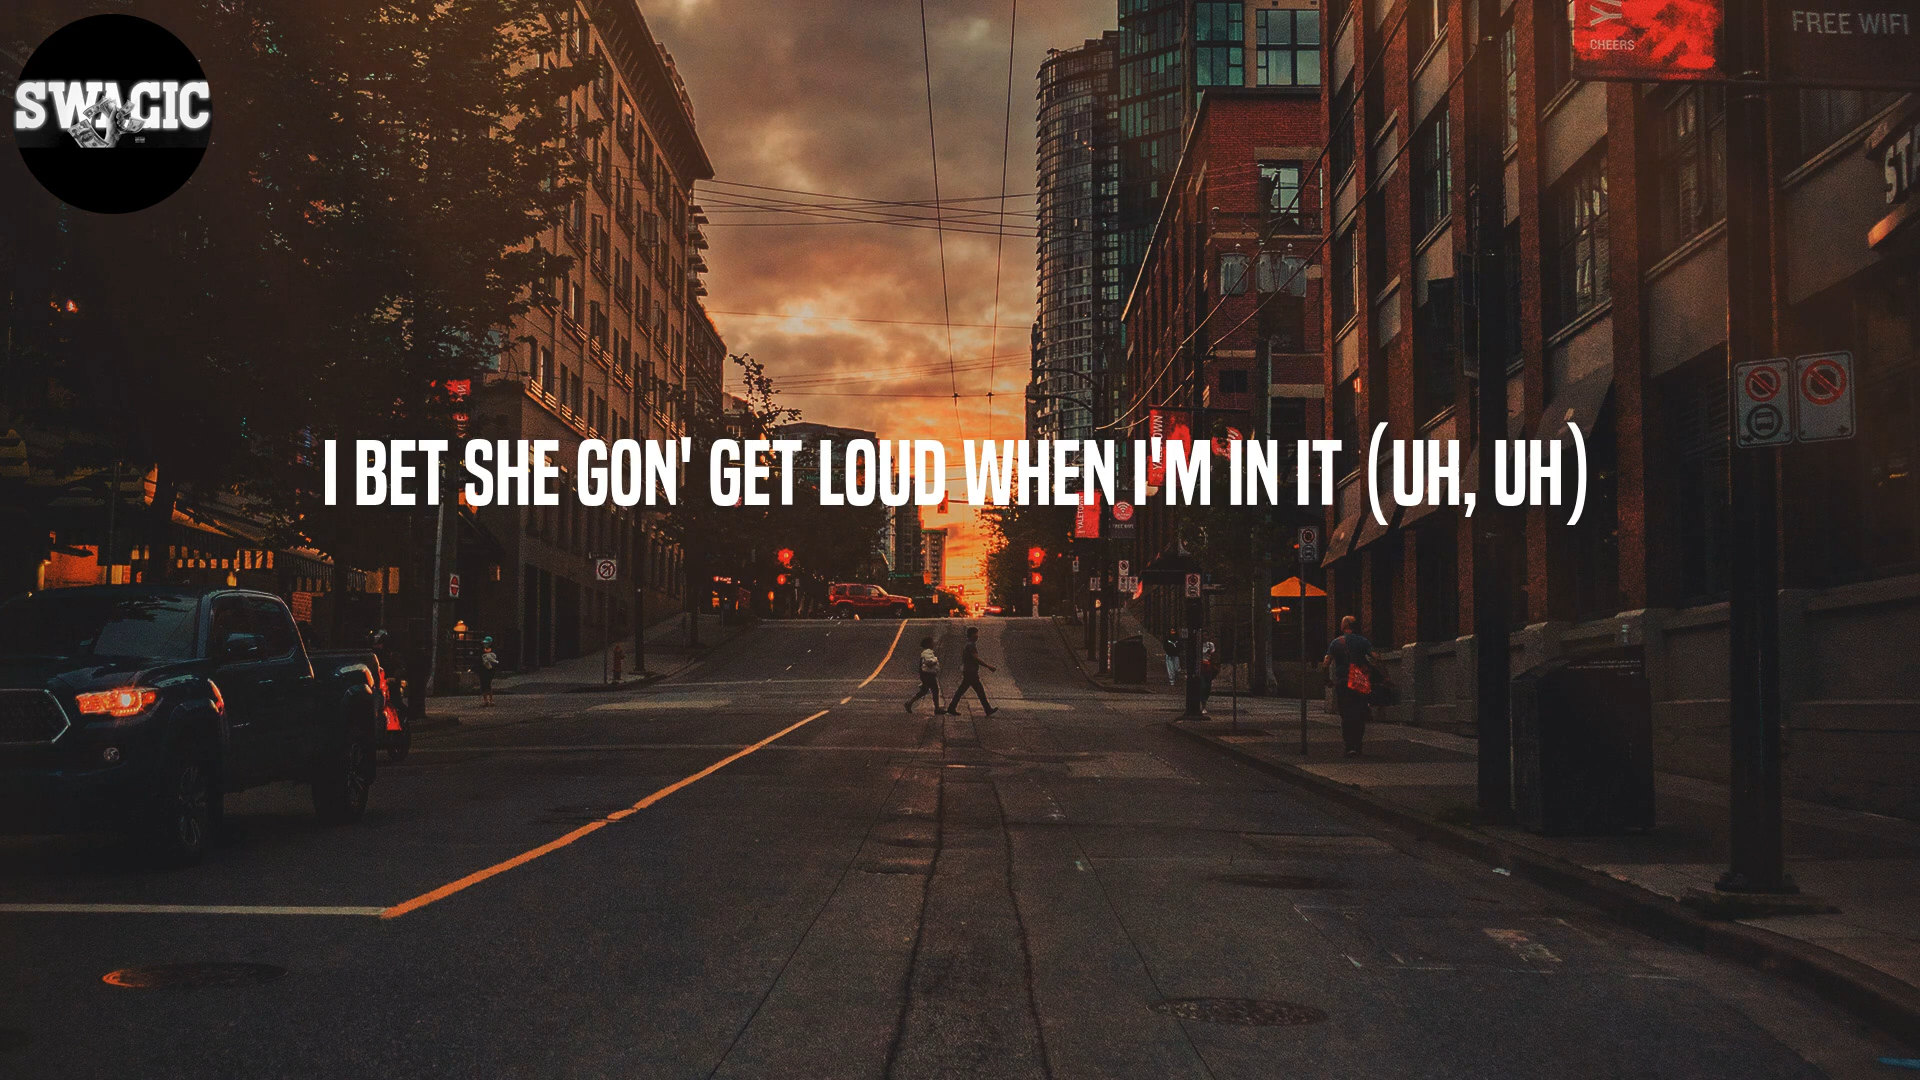 SWAGIC
CHEERS
FREE WIFI
I BET SHE GON' GET LOUD WHEN I'M IN IT (UH, UH)